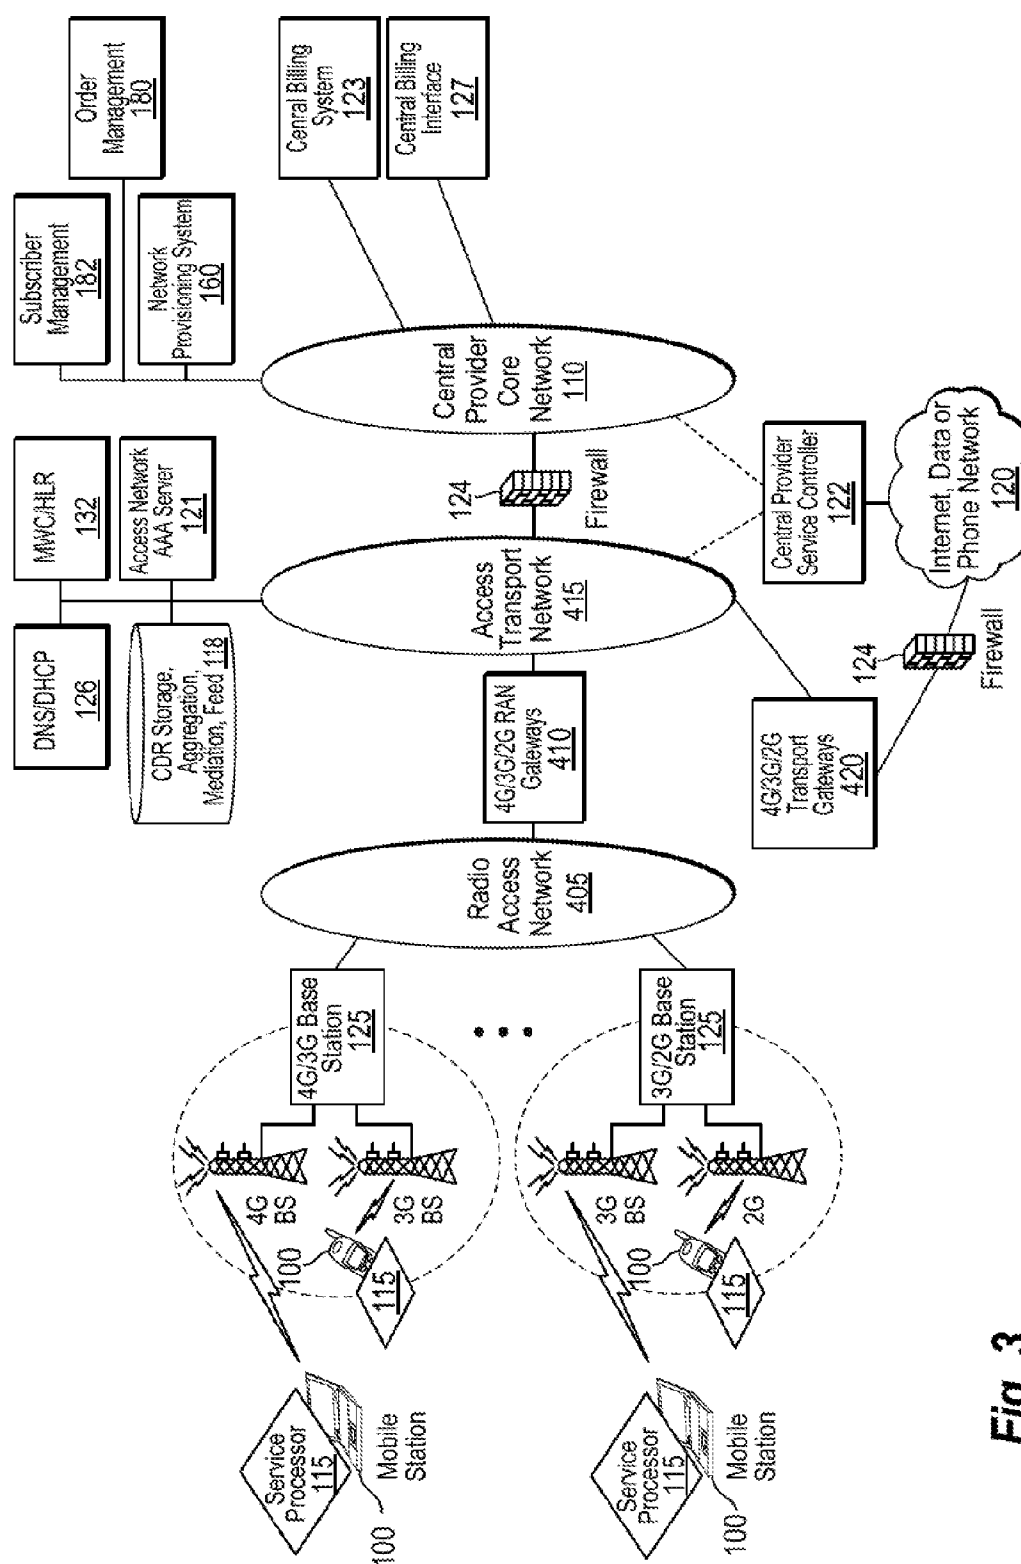 Subscriber
Management
182
Order
Management
180
Network
Provisioning System
160
DNS/DHCP
126
MWC/HLR
132
CDR Storage,
Aggregation,
Mediation, Feed 118
Access Network
AAA Server
121
Cenral Billing
System
123
Central Billing
Interface
127
Service
Processor
115
100
Mobile
Station
4G
BS
100
115
3G
BS
4G/3G Base
Station
125
Radio
Access
Network
405
4G/3G/2G RAN
Gateways
410
Access
Transport
Network
415
124
Firewall
Central
Provider
Core
Network
110
Service
Processor
115
100
Mobile
Station
3G
BS
100
115
2G
3G/2G Base
Station
125
4G/3G/2G
Transport
Gateways
420
Central Provider
Service Controller
122
124
Firewall
Internet, Data or
Phone Network
120
Fig. 3